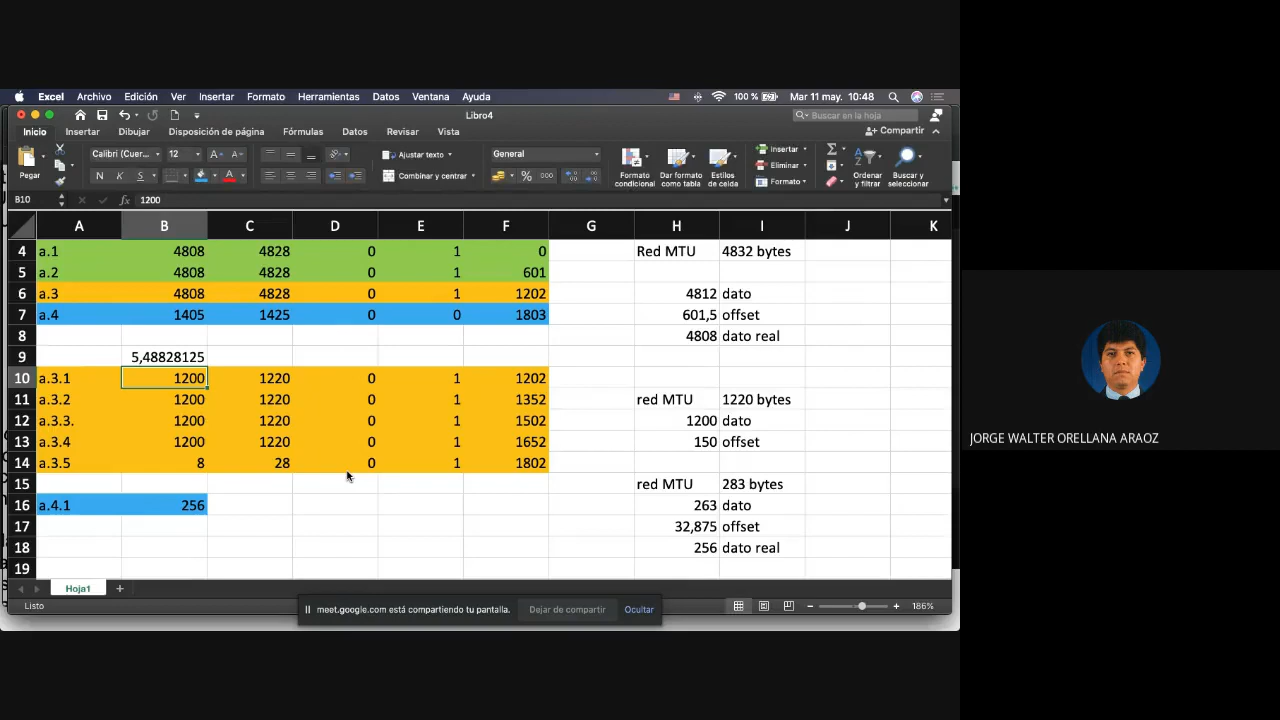 Excel Archivo Edición Ver Insertar Formato Herramientas Datos Ventana Ayuda 100 % Mar 11 may. 10:48
Libro4 Buscar en la hoja
Inicio Insertar Dibujar Disposición de página Fórmulas Datos Revisar Vista Compartir
Pegar Calibri (Cuer... 12 A A Ajustar texto General Insertar
N K S A Combinar y centrar % 000 Eliminar
Formato condicional Dar formato como tabla Estilos de celda Formato Ordenar y filtrar Buscar y seleccionar
B10 fx 1200
A B C D E F G H I J K
4 a.1 4808 4828 0 1 0 Red MTU 4832 bytes
5 a.2 4808 4828 0 1 601
6 a.3 4808 4828 0 1 1202 4812 dato
7 a.4 1405 1425 0 0 1803 601,5 offset
8 4808 dato real
9 5,48828125
10 a.3.1 1200 1220 0 1 1202
11 a.3.2 1200 1220 0 1 1352 red MTU 1220 bytes
12 a.3.3. 1200 1220 0 1 1502 1200 dato
13 a.3.4 1200 1220 0 1 1652 150 offset
14 a.3.5 8 28 0 1 1802
15 red MTU 283 bytes
16 a.4.1 256 263 dato
17 32,875 offset
18 256 dato real
19
Hoja1
Listo 186%
meet.google.com está compartiendo tu pantalla. Dejar de compartir Ocultar
JORGE WALTER ORELLANA ARAOZ